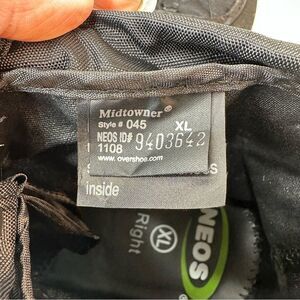 Midtowner®
Style # 045 XL
NEOS ID# 9403642
1108
www.overshoe.com
inside
NEOS
XL
Right